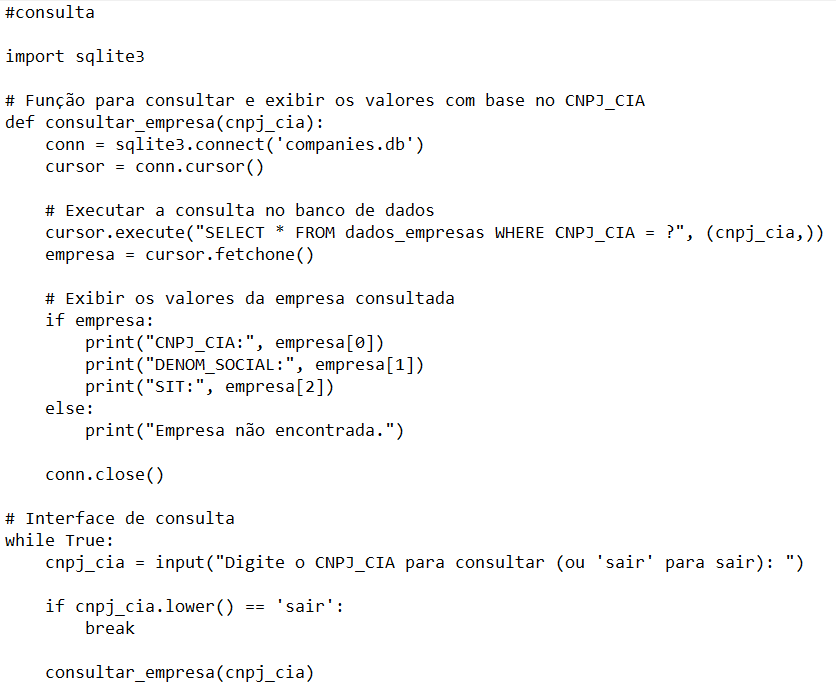 #consulta
import sqlite3
# Função para consultar e exibir os valores com base no CNPJ_CIA
def consultar_empresa(cnpj_cia):
    conn = sqlite3.connect('companies.db')
    cursor = conn.cursor()
    # Executar a consulta no banco de dados
    cursor.execute("SELECT * FROM dados_empresas WHERE CNPJ_CIA = ?", (cnpj_cia,))
    empresa = cursor.fetchone()
    # Exibir os valores da empresa consultada
    if empresa:
        print("CNPJ_CIA:", empresa[0])
        print("DENOM_SOCIAL:", empresa[1])
        print("SIT:", empresa[2])
    else:
        print("Empresa não encontrada.")
    conn.close()
# Interface de consulta
while True:
    cnpj_cia = input("Digite o CNPJ_CIA para consultar (ou 'sair' para sair): ")
    if cnpj_cia.lower() == 'sair':
        break
    consultar_empresa(cnpj_cia)